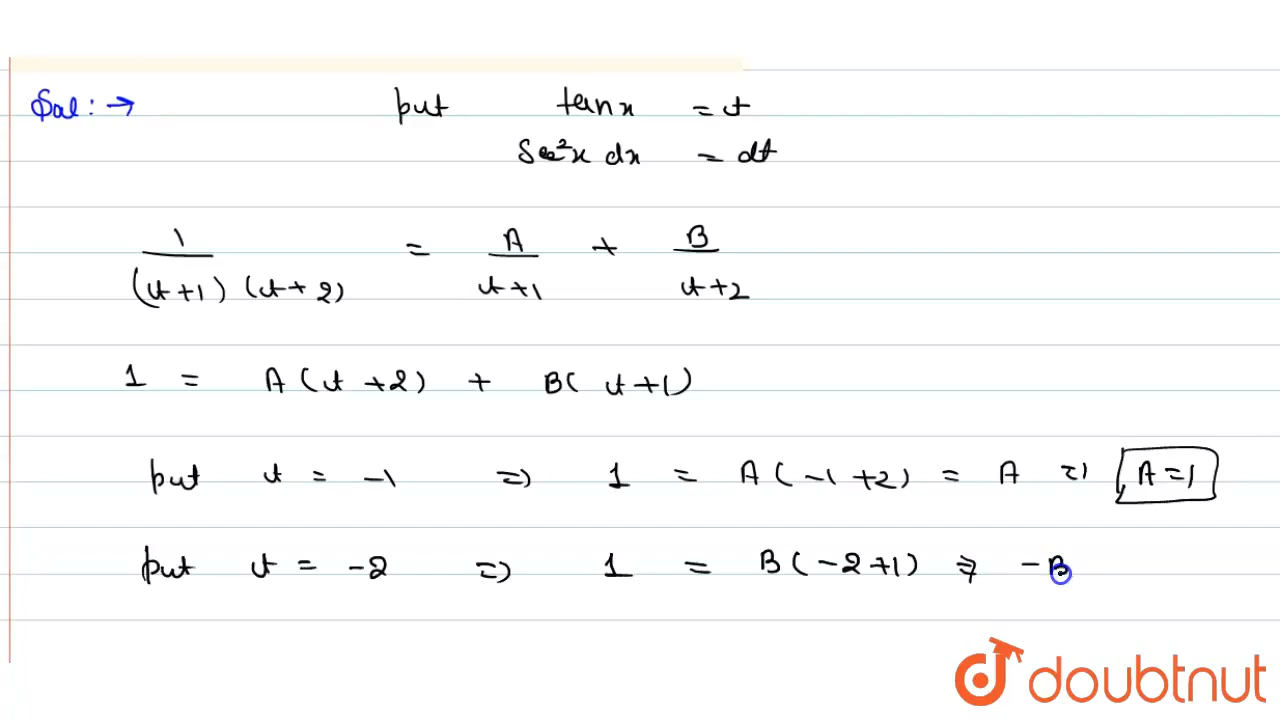 Sol: → put tan x = t
Sec²x dx = dt
1/((t+1)(t+2)) = A/(t+1) + B/(t+2)
1 = A(t+2) + B(t+1)
put t = -1 => 1 = A(-1+2) = A => A=1
put t = -2 => 1 = B(-2+1) => -B
doubtnut